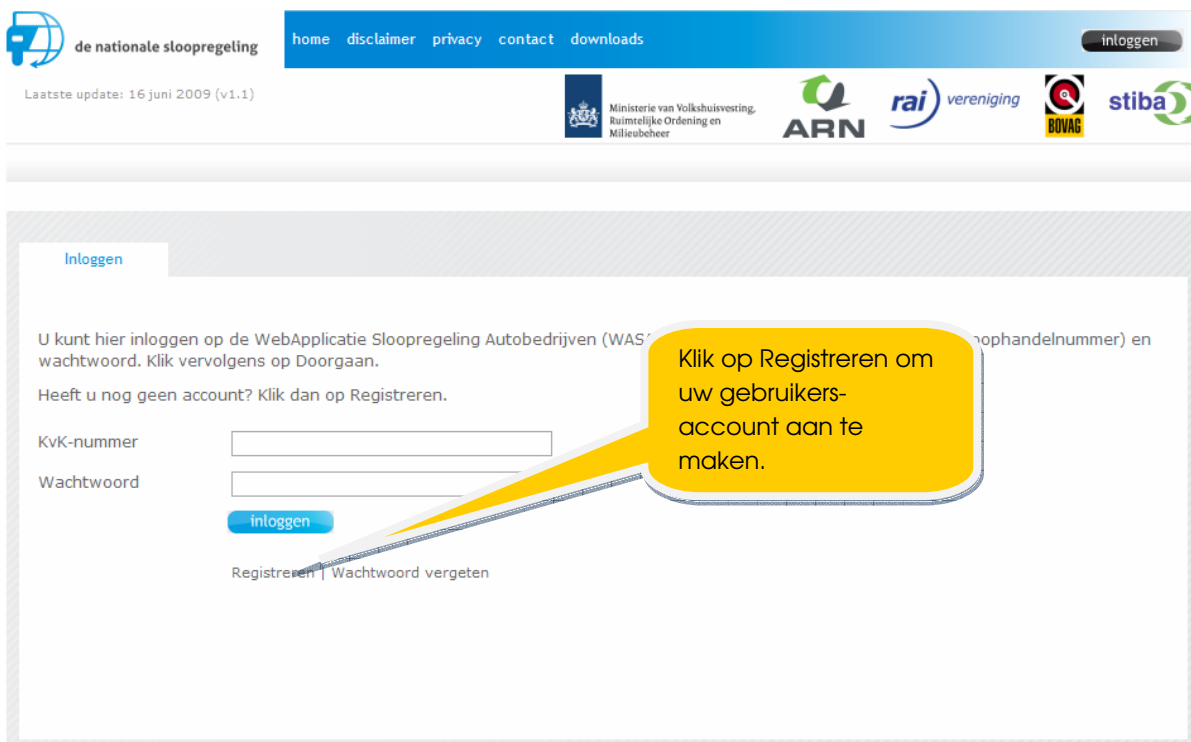 de nationale sloopregeling
home disclaimer privacy contact downloads
inloggen
Laatste update: 16 juni 2009 (v1.1)
Ministerie van Volkshuisvesting,
Ruimtelijke Ordening en
Milieubeheer
ARN
rai vereniging
BOVAG
stiba
Inloggen
U kunt hier inloggen op de WebApplicatie Sloopregeling Autobedrijven (WAS oophandelnummer) en
wachtwoord. Klik vervolgens op Doorgaan.
Heeft u nog geen account? Klik dan op Registreren.
Klik op Registreren om
uw gebruikers-
account aan te
maken.
KvK-nummer
Wachtwoord
inloggen
Registreren | Wachtwoord vergeten